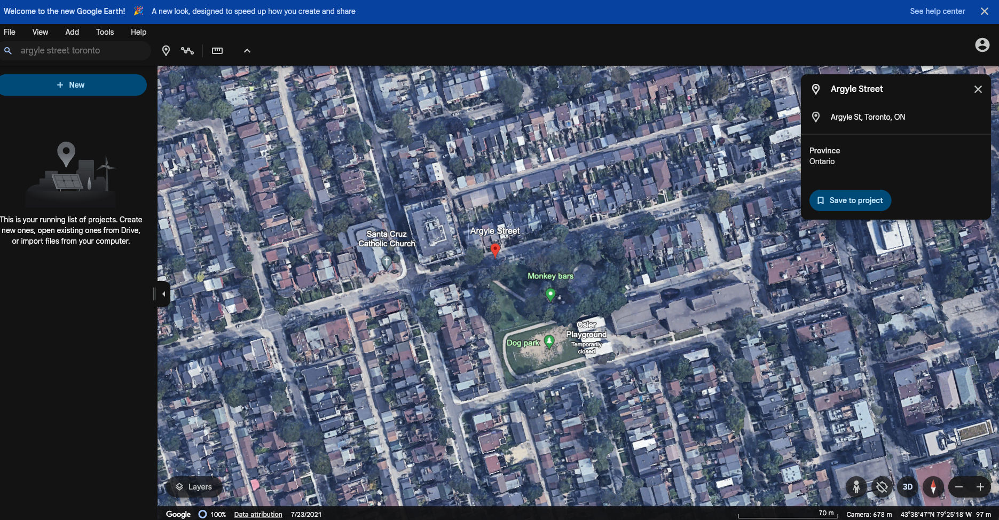 Welcome to the new Google Earth! 🎉 A new look, designed to speed up how you create and share See help center
File View Add Tools Help
argyle street toronto
+ New
This is your running list of projects. Create
new ones, open existing ones from Drive,
or import files from your computer.
Argyle Street
Argyle St, Toronto, ON
Province
Ontario
Save to project
Argyle Street
Santa Cruz
Catholic Church
Monkey bars
Osler
Playground
Temporarily
closed
Dog park
Layers
3D
Google 100% Data attribution 7/23/2021 70 m Camera: 678 m 43°38'47"N 79°25'18"W 97 m